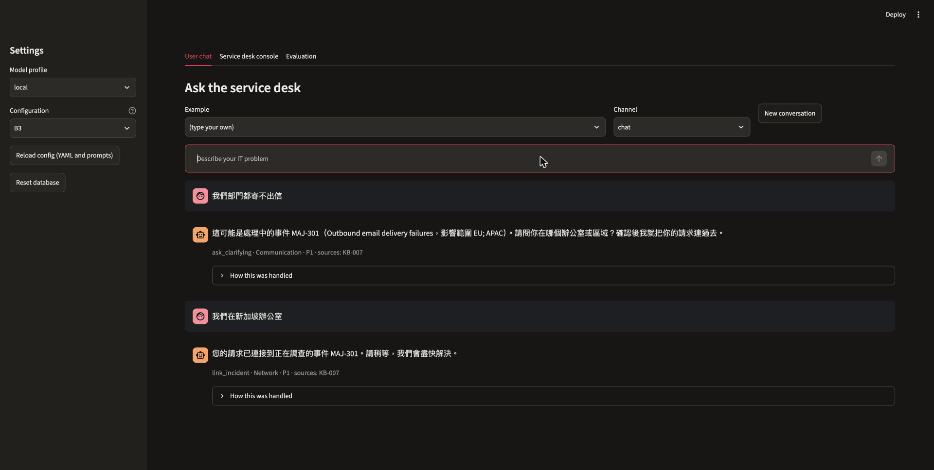 Deploy
Settings
Model profile
local
Configuration
B3
Reload config (YAML and prompts)
Reset database
User chat
Service desk console
Evaluation
Ask the service desk
Example
(type your own)
Channel
chat
New conversation
Describe your IT problem
我們部門都寄不出信
這可能是處理中的事件 MAJ-301（Outbound email delivery failures，影響範圍 EU; APAC）。請問你在哪個辦公室或區域？確認後我就把你的請求連過去。
ask_clarifying · Communication · P1 · sources: KB-007
How this was handled
我們在新加坡辦公室
您的請求已連接到正在調查的事件 MAJ-301。請稍等，我們會盡快解決。
link_incident · Network · P1 · sources: KB-007
How this was handled